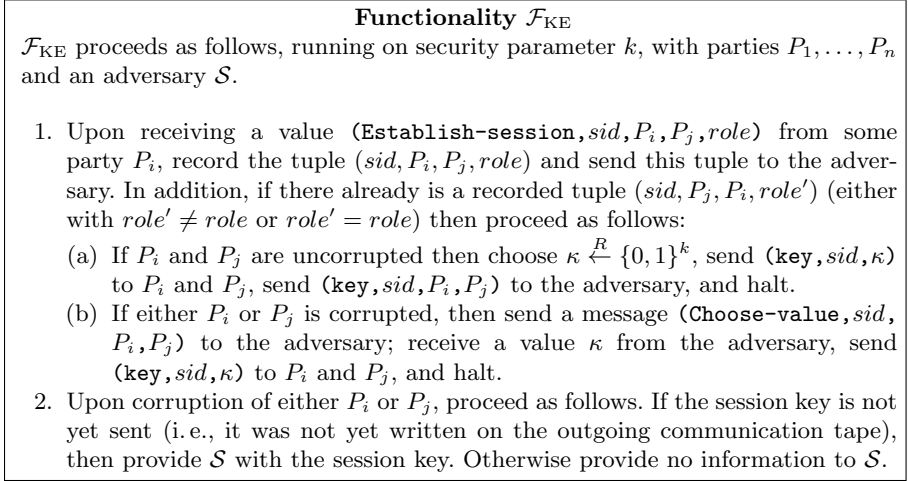 Functionality 𝓕_KE
𝓕_KE proceeds as follows, running on security parameter k, with parties P_1, . . . , P_n
and an adversary 𝒮.
1. Upon receiving a value (Establish-session,sid,P_i,P_j,role) from some
party P_i, record the tuple (sid, P_i, P_j, role) and send this tuple to the adver-
sary. In addition, if there already is a recorded tuple (sid, P_j, P_i, role′) (either
with role′ ≠ role or role′ = role) then proceed as follows:
(a) If P_i and P_j are uncorrupted then choose κ ←^R {0, 1}^k, send (key,sid,κ)
to P_i and P_j, send (key,sid,P_i,P_j) to the adversary, and halt.
(b) If either P_i or P_j is corrupted, then send a message (Choose-value,sid,
P_i,P_j) to the adversary; receive a value κ from the adversary, send
(key,sid,κ) to P_i and P_j, and halt.
2. Upon corruption of either P_i or P_j, proceed as follows. If the session key is not
yet sent (i. e., it was not yet written on the outgoing communication tape),
then provide 𝒮 with the session key. Otherwise provide no information to 𝒮.